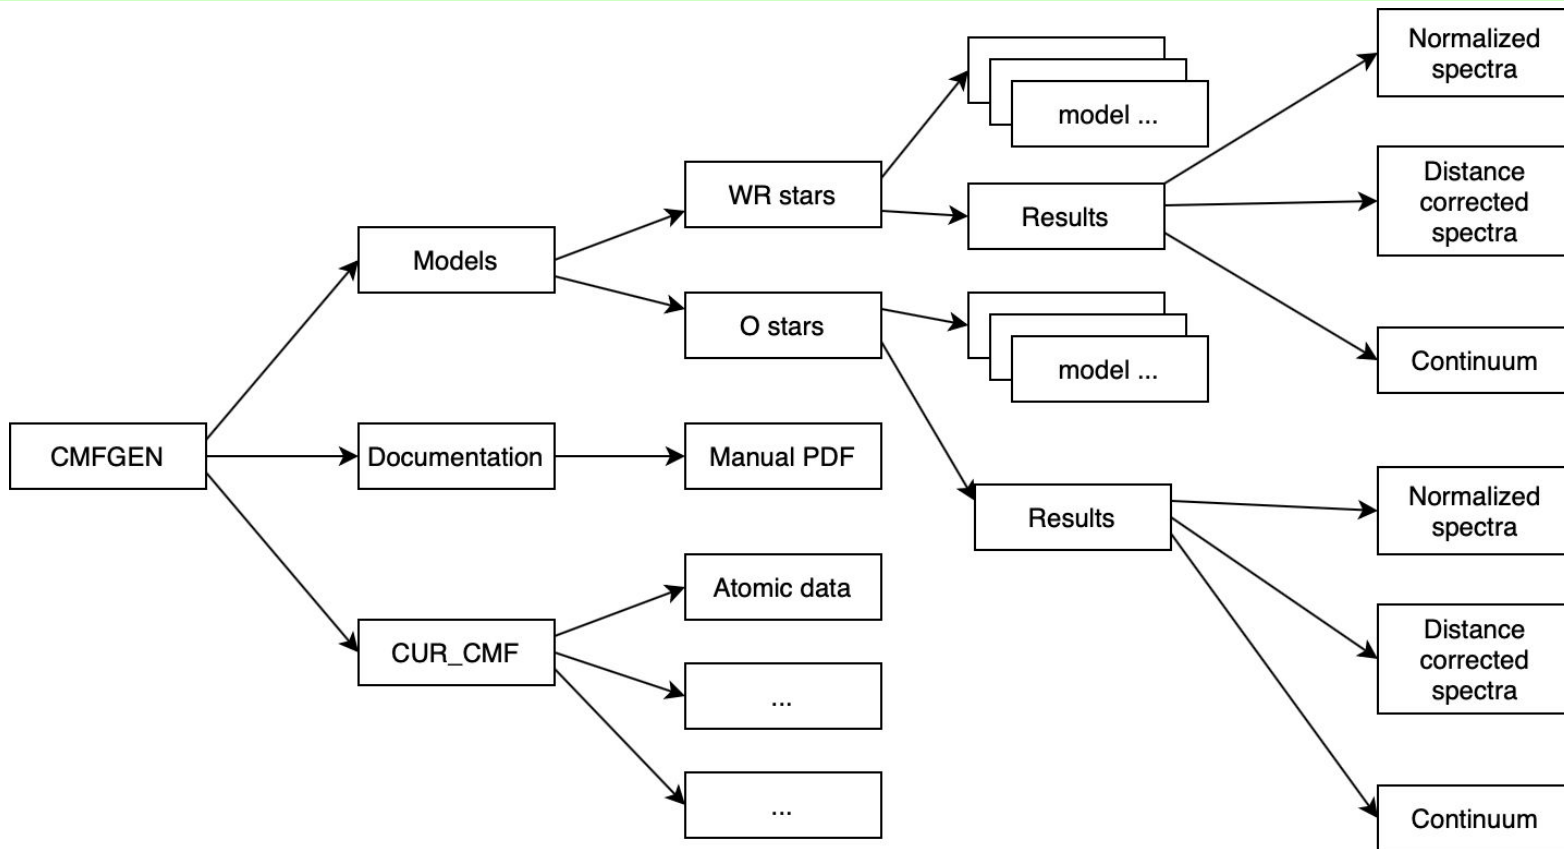 CMFGEN
Models
Documentation
CUR_CMF
WR stars
O stars
Manual PDF
Atomic data
...
...
model ...
Results
model ...
Results
Normalized
spectra
Distance
corrected
spectra
Continuum
Normalized
spectra
Distance
corrected
spectra
Continuum